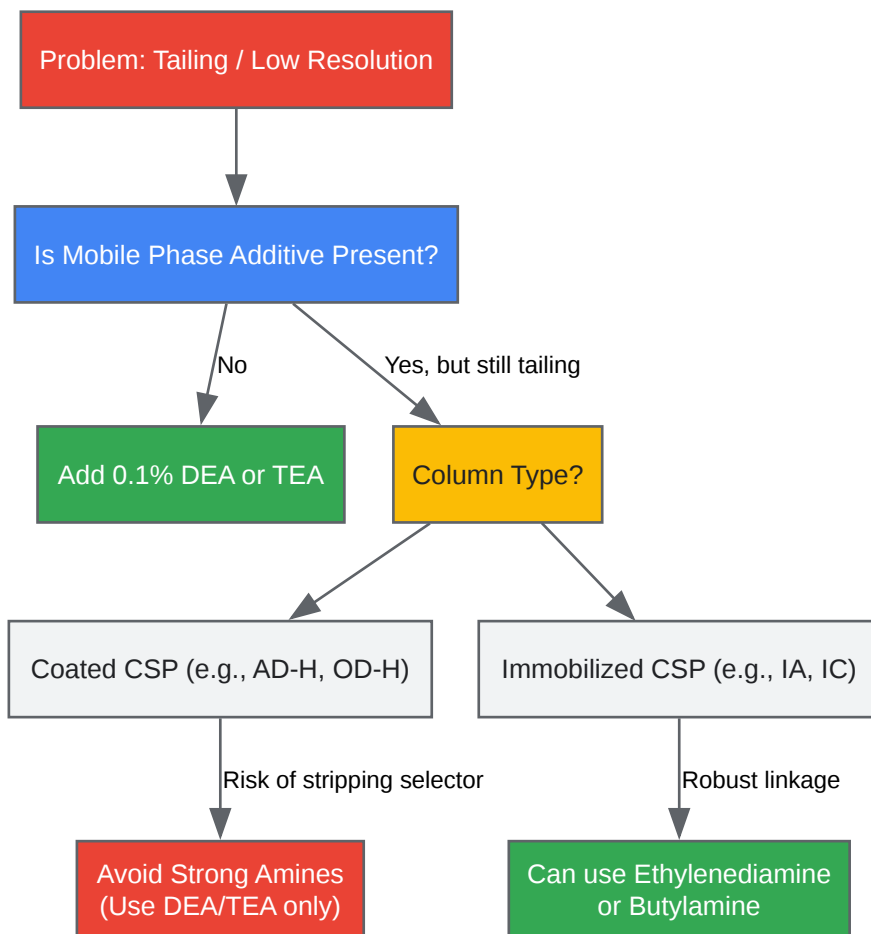 Problem: Tailing / Low Resolution
Is Mobile Phase Additive Present?
No
Yes, but still tailing
Add 0.1% DEA or TEA
Column Type?
Coated CSP (e.g., AD-H, OD-H)
Immobilized CSP (e.g., IA, IC)
Risk of stripping selector
Robust linkage
Avoid Strong Amines
(Use DEA/TEA only)
Can use Ethylenediamine
or Butylamine